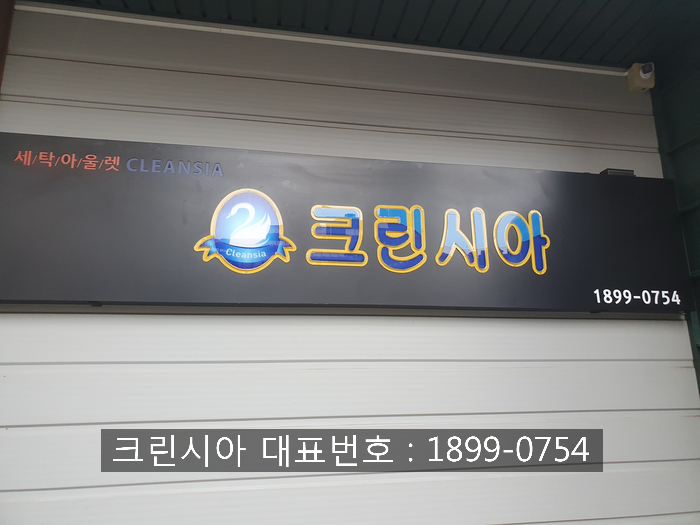 세/탁/아/울/렛 CLEANSIA
Cleansia
크린시아
1899-0754
크린시아 대표번호 : 1899-0754